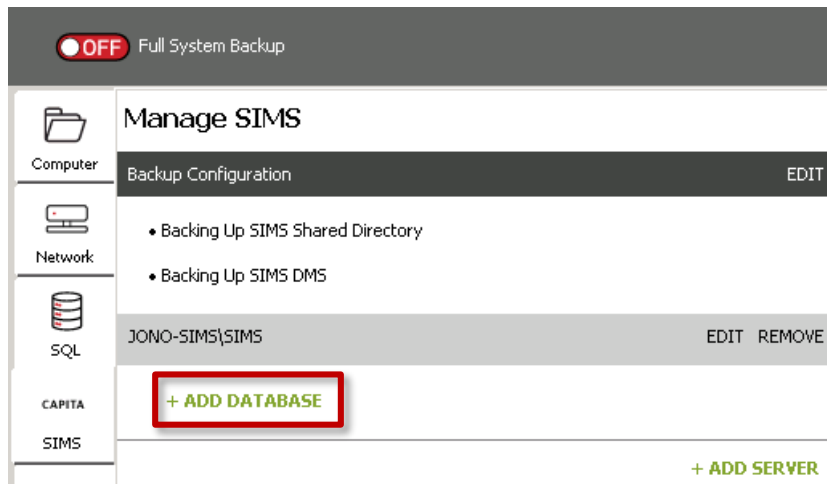 OFF Full System Backup
Computer
Network
SQL
CAPITA
SIMS
Manage SIMS
Backup Configuration EDIT
• Backing Up SIMS Shared Directory
• Backing Up SIMS DMS
JONO-SIMS\SIMS EDIT REMOVE
+ ADD DATABASE
+ ADD SERVER